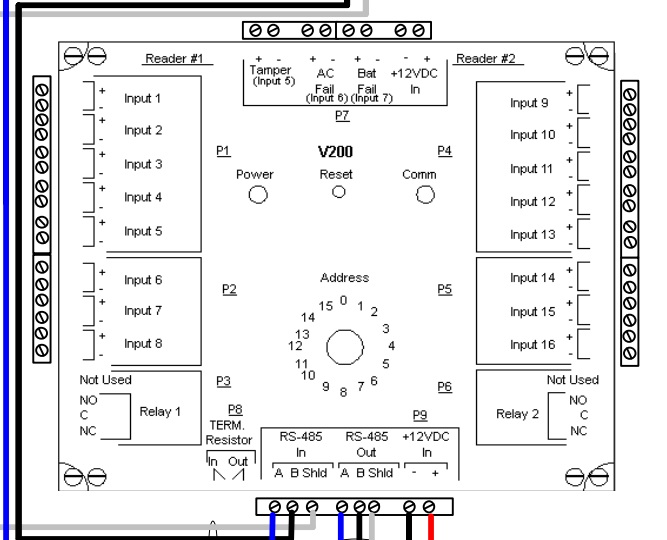 Reader #1
Reader #2
+ - + - + - - +
Tamper AC Bat +12VDC
(Input 5) Fail Fail In
(Input 6) (Input 7)
P7
Input 1 + -
Input 2 + -
Input 3 + -
Input 4 + -
Input 5 + -
P1
V200
P4
Power Reset Comm
Input 9 + -
Input 10 + -
Input 11 + -
Input 12 + -
Input 13 + -
Input 6 + -
Input 7 + -
Input 8 + -
P2
Address
P5
0 1 2 3 4 5 6 7 8 9 10 11 12 13 14 15
Input 14 + -
Input 15 + -
Input 16 + -
Not Used
NO
C Relay 1
NC
P3
P8
TERM.
Resistor
In Out
P6
P9
Not Used
NO
Relay 2 C
NC
RS-485 RS-485 +12VDC
In Out In
A B Shld A B Shld - +